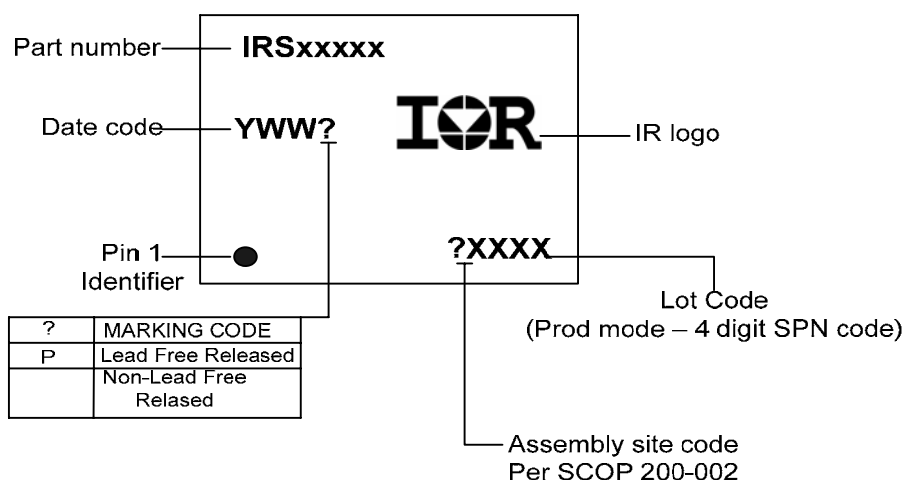 Part number
IRSxxxxx
Date code
YWW?
IOR
IR logo
Pin 1
Identifier
?XXXX
Lot Code
(Prod mode – 4 digit SPN code)
? MARKING CODE
P Lead Free Released
Non-Lead Free
Relased
Assembly site code
Per SCOP 200-002